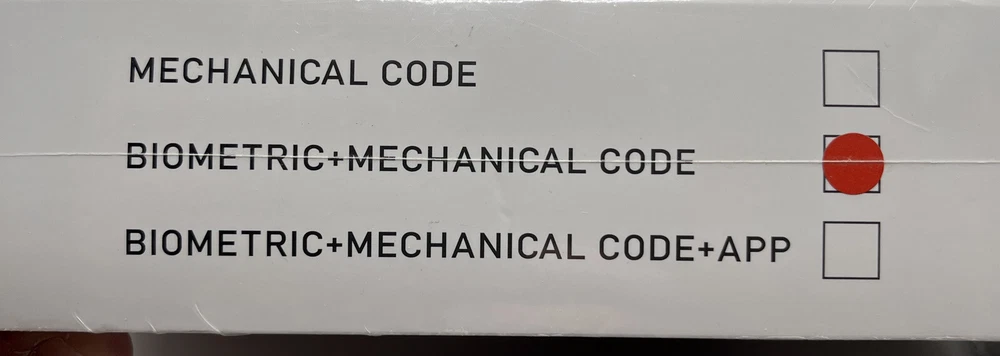 MECHANICAL CODE
BIOMETRIC+MECHANICAL CODE
BIOMETRIC+MECHANICAL CODE+APP